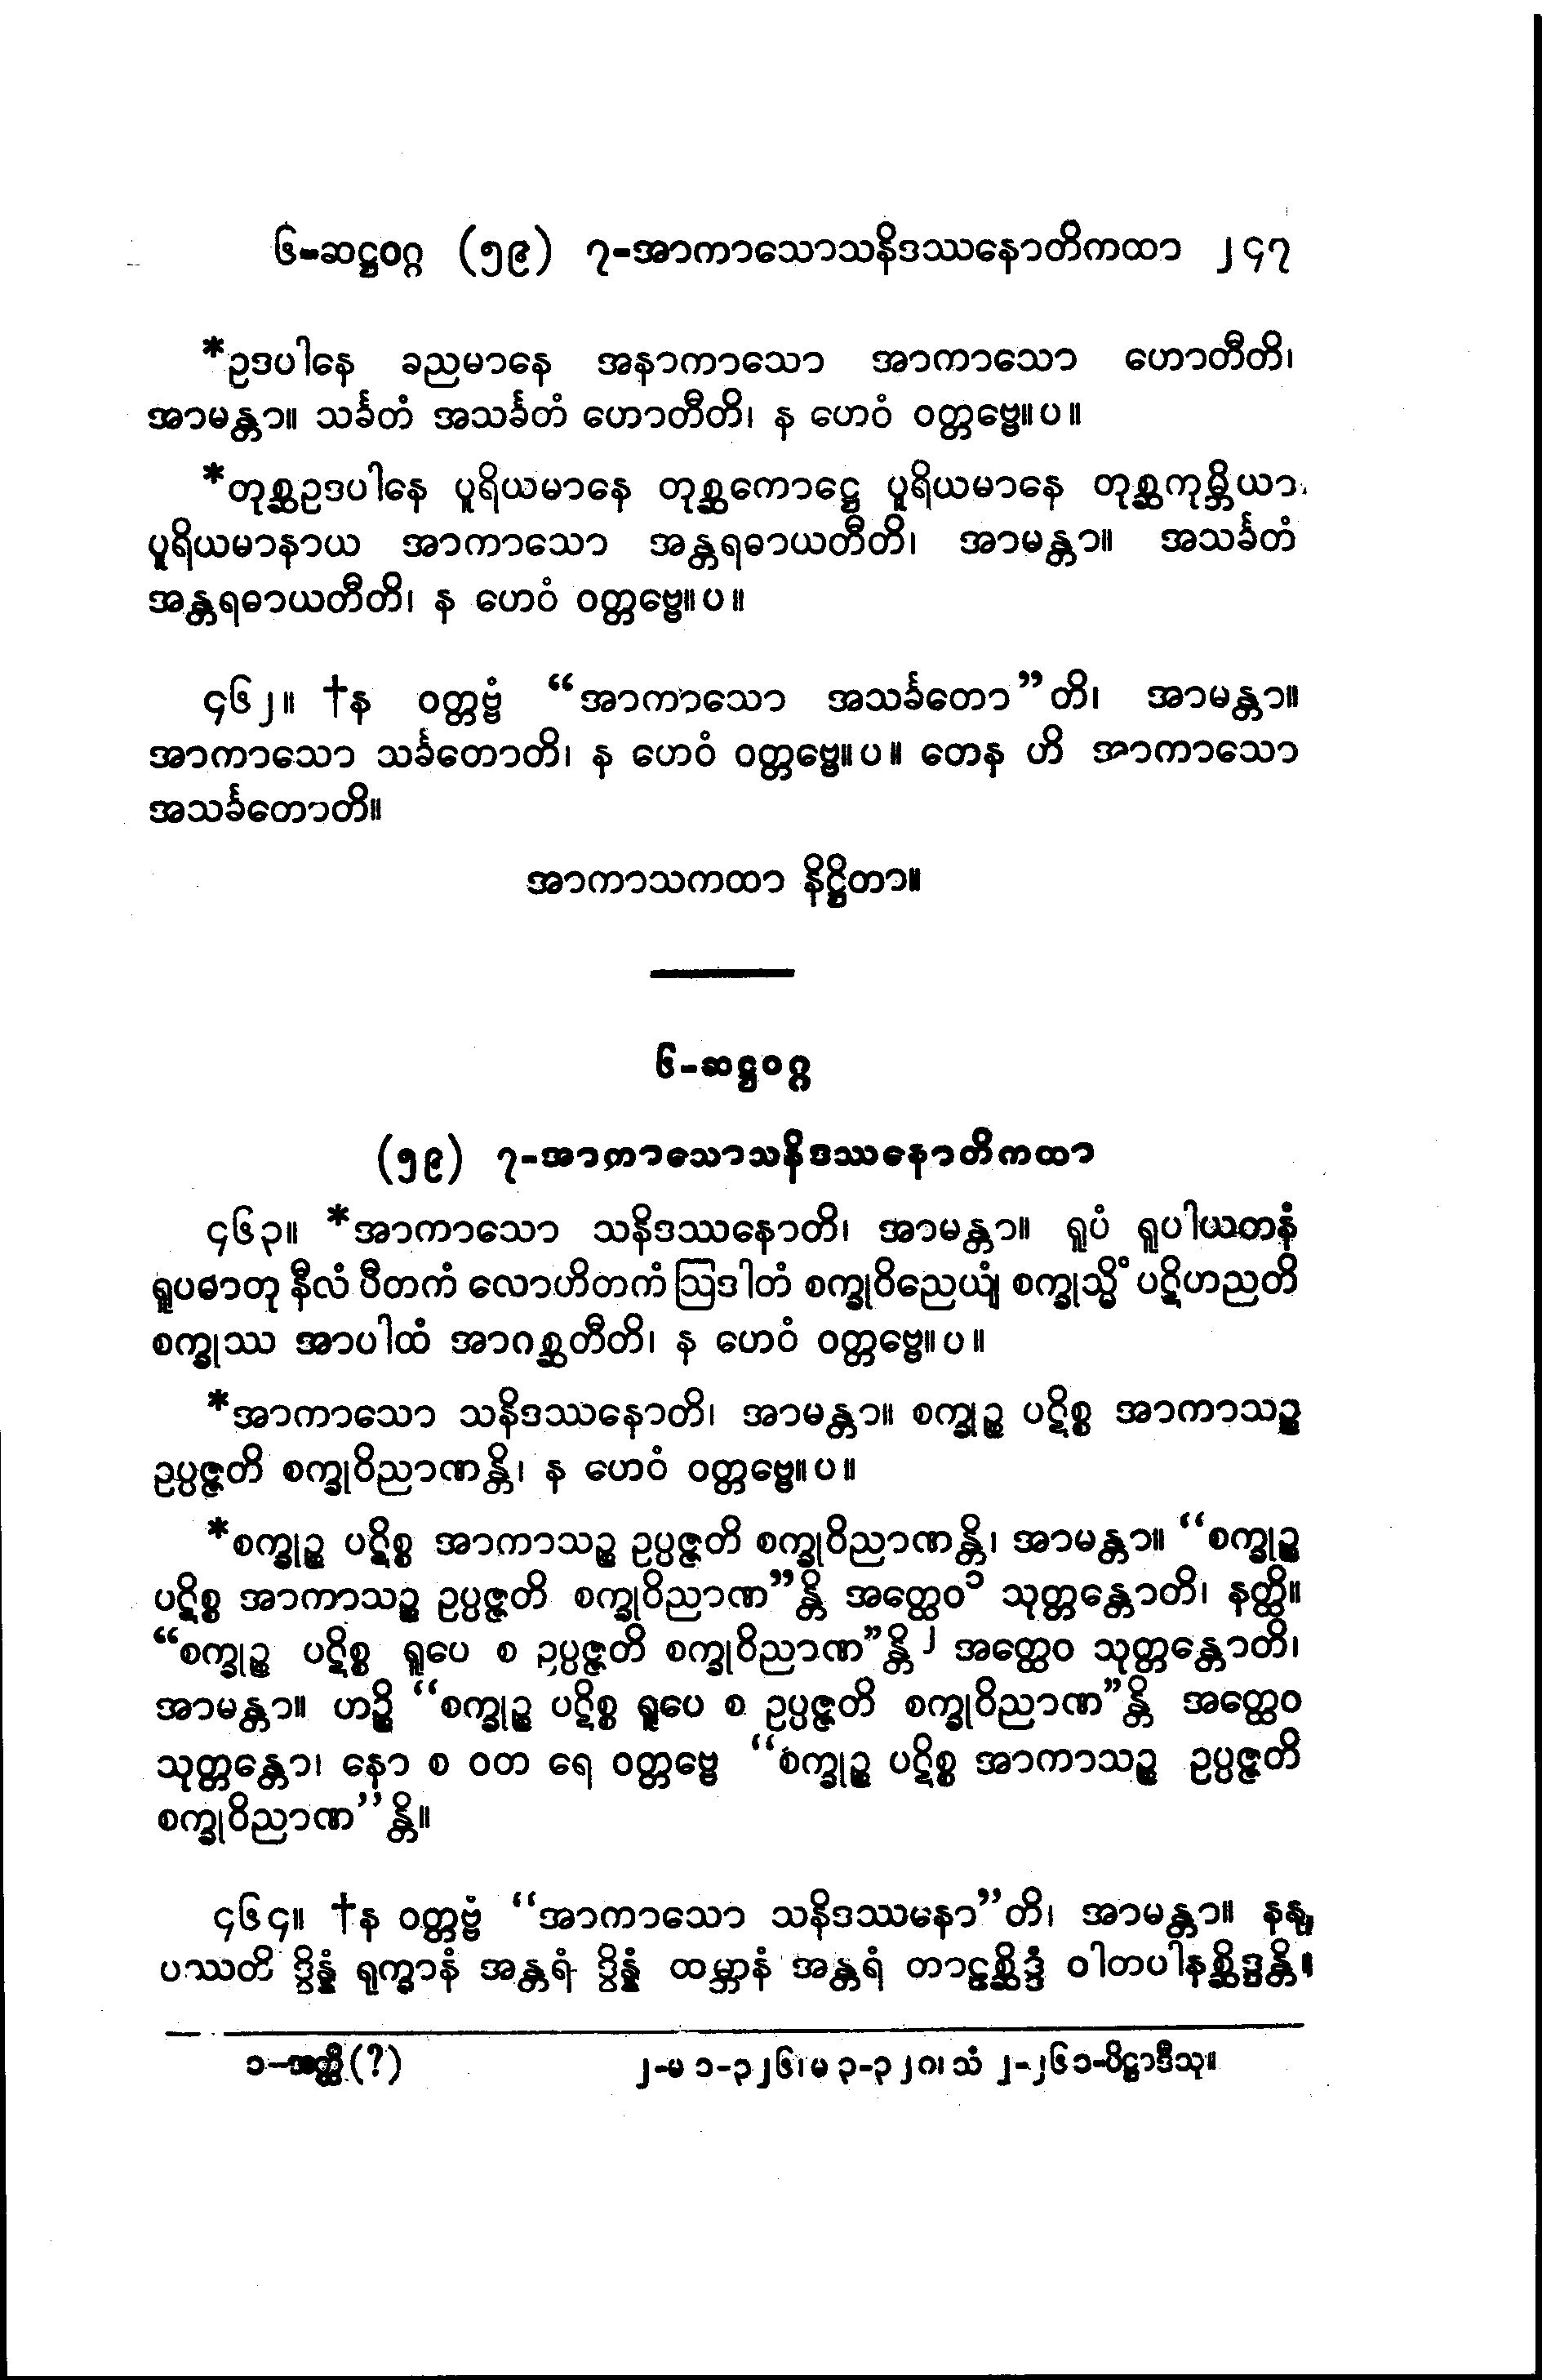 ၆-ဆဋ္ဌဝဂ္ဂ (၅၉) ၇-အာကာသောသနိဒဿနောတိကထာ ၂၄၇
*ဥဒပါနေ ခညမာနေ အနာကာသော အာကာသော ဟောတီတိ၊
အာမန္တာ။ သင်္ခတံ အသင်္ခတံ ဟောတီတိ၊ န ဟေဝံ ဝတ္တဗ္ဗေ။ပ။
*တုစ္ဆဥဒပါနေ ပူရိယမာနေ တုစ္ဆကောဋ္ဌေ ပူရိယမာနေ တုစ္ဆကုမ္ဘိယာ
ပူရိယမာနာယ အာကာသော အန္တရဓာယတီတိ၊ အာမန္တာ။ အသင်္ခတံ
အန္တရဓာယတီတိ၊ န ဟေဝံ ဝတ္တဗ္ဗေ။ပ။
၄၆၂။ †န ဝတ္တဗ္ဗံ “အာကာသော အသင်္ခတော”တိ၊ အာမန္တာ။
အာကာသော သင်္ခတောတိ၊ န ဟေဝံ ဝတ္တဗ္ဗေ။ပ။ တေန ဟိ အာကာသော
အသင်္ခတောတိ။
အာကာသကထာ နိဋ္ဌိတာ။
၆-ဆဋ္ဌဝဂ္ဂ
(၅၉) ၇-အာကာသောသနိဒဿနောတိကထာ
၄၆၃။ *အာကာသော သနိဒဿနောတိ၊ အာမန္တာ။ ရူပံ ရူပါယတနံ
ရူပဓာတု နီလံ ပီတကံ လောဟိတကံ ဩဒါတံ စက္ခုဝိညေယျံ စက္ခုသ္မိံ ပဋိဟညတိ
စက္ခုဿ အာပါထံ အာဂစ္ဆတီတိ၊ န ဟေဝံ ဝတ္တဗ္ဗေ။ပ။
*အာကာသော သနိဒဿနောတိ၊ အာမန္တာ။ စက္ခုဉ္စ ပဋိစ္စ အာကာသဉ္စ
ဥပ္ပဇ္ဇတိ စက္ခုဝိညာဏန္တိ၊ န ဟေဝံ ဝတ္တဗ္ဗေ။ပ။
*စက္ခုဉ္စ ပဋိစ္စ အာကာသဉ္စ ဥပ္ပဇ္ဇတိ စက္ခုဝိညာဏန္တိ၊ အာမန္တာ။ “စက္ခုဉ္စ
ပဋိစ္စ အာကာသဉ္စ ဥပ္ပဇ္ဇတိ စက္ခုဝိညာဏ”န္တိ အတ္ထေဝ၁ သုတ္တန္တောတိ၊ နတ္ထိ။
“စက္ခုဉ္စ ပဋိစ္စ ရူပေ စ ဥပ္ပဇ္ဇတိ စက္ခုဝိညာဏ”န္တိ၂ အတ္ထေဝ သုတ္တန္တောတိ၊
အာမန္တာ။ ဟဉ္စိ “စက္ခုဉ္စ ပဋိစ္စ ရူပေ စ ဥပ္ပဇ္ဇတိ စက္ခုဝိညာဏ”န္တိ အတ္ထေဝ
သုတ္တန္တော၊ နော စ ဝတ ရေ ဝတ္တဗ္ဗေ “စက္ခုဉ္စ ပဋိစ္စ အာကာသဉ္စ ဥပ္ပဇ္ဇတိ
စက္ခုဝိညာဏ”န္တိ။
၄၆၄။ †န ဝတ္တဗ္ဗံ “အာကာသော သနိဒဿနော”တိ၊ အာမန္တာ။ နနု
ပဿတိ ဒွိန္နံ ရုက္ခာနံ အန္တရံ ဒွိန္နံ ထမ္ဘာနံ အန္တရံ တာဠစ္ဆိဒ္ဒံ ဝါတပါနစ္ဆိဒ္ဒန္တိ။
၁-အတ္ထိ (?) ၂-မ ၁-၃၂၆၊ မ ၃-၃၂၈၊ သံ ၂-၂၆၁-ပိဋ္ဌာဒီသု။